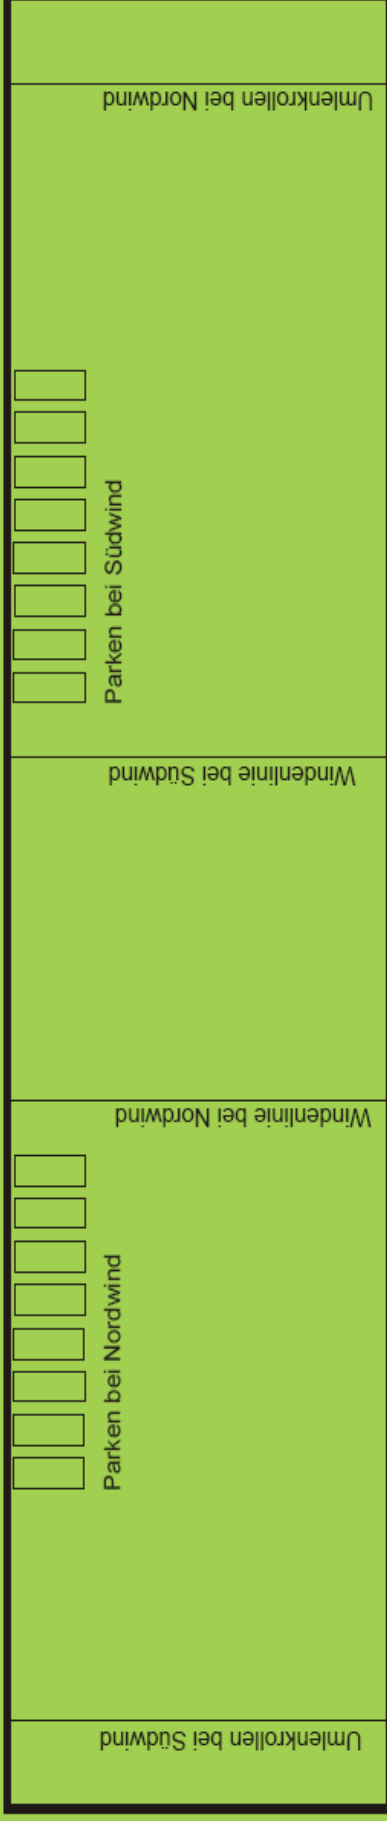 Umlenkrollen bei Nordwind
Parken bei Südwind
Windenlinie bei Südwind
Windenlinie bei Nordwind
Parken bei Nordwind
Umlenkrollen bei Südwind